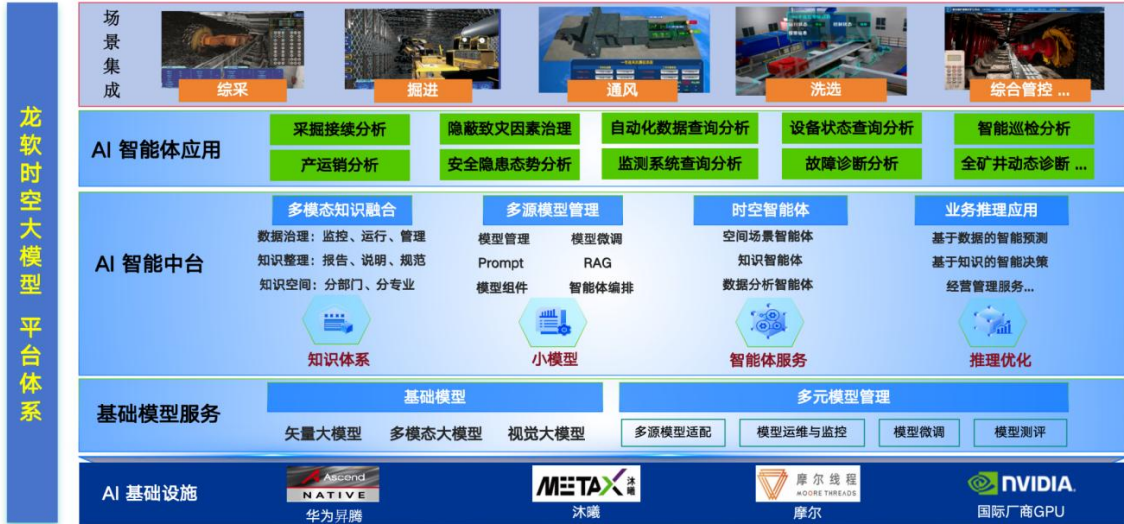 龙软时空大模型 平台体系
场景集成
综采
掘进
通风
洗选
综合管控 ...
AI 智能体应用
采掘接续分析
隐蔽致灾因素治理
自动化数据查询分析
设备状态查询分析
智能巡检分析
产运销分析
安全隐患态势分析
监测系统查询分析
故障诊断分析
全矿井动态诊断 ...
AI 智能中台
多模态知识融合
数据治理：监控、运行、管理
知识整理：报告、说明、规范
知识空间：分部门、分专业
知识体系
多源模型管理
模型管理 模型微调
Prompt RAG
模型组件 智能体编排
小模型
时空智能体
空间场景智能体
知识智能体
数据分析智能体
智能体服务
业务推理应用
基于数据的智能预测
基于知识的智能决策
经营管理服务...
推理优化
基础模型服务
基础模型
矢量大模型 多模态大模型 视觉大模型
多元模型管理
多源模型适配
模型运维与监控
模型微调
模型测评
AI 基础设施
Ascend
NATIVE
华为昇腾
METAX 沐曦
沐曦
摩尔线程
MOORE THREADS
摩尔
NVIDIA.
国际厂商GPU